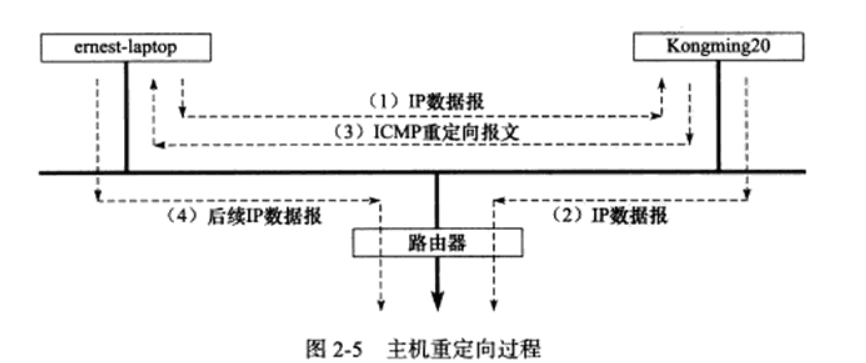 ernest-laptop
Kongming20
（1）IP数据报
（3）ICMP重定向报文
（4）后续IP数据报
（2）IP数据报
路由器
图 2-5 主机重定向过程